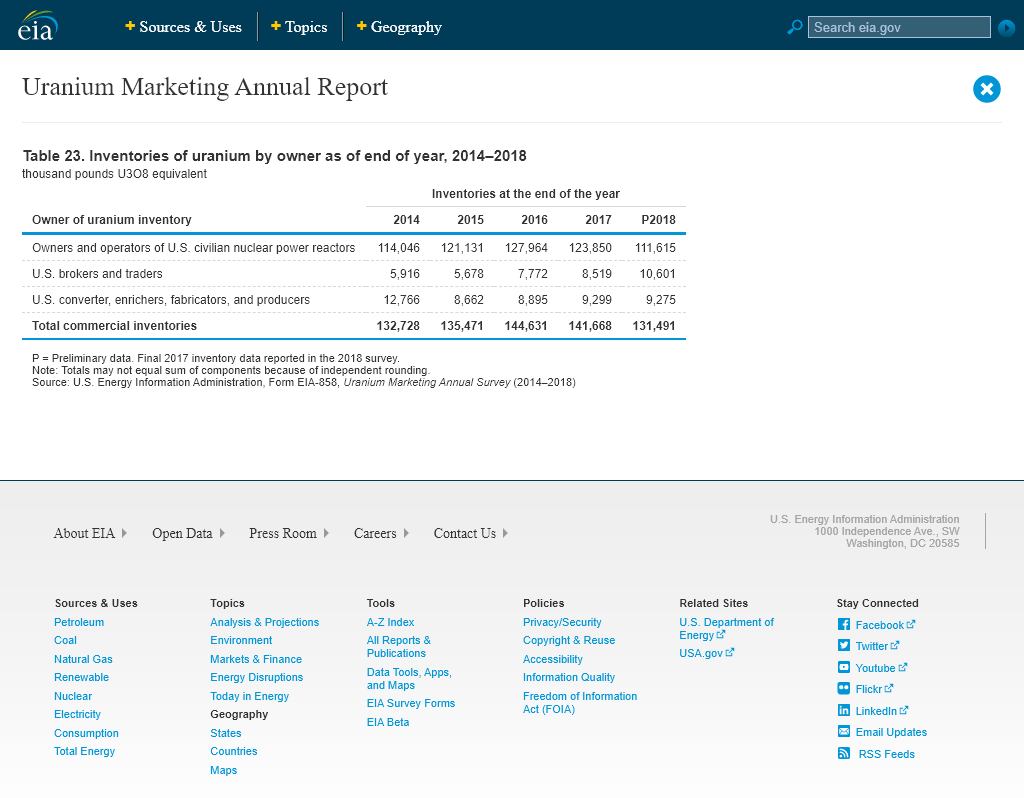 eia
Sources & Uses
Topics
Geography
Search eia.gov
Uranium Marketing Annual Report
Table 23. Inventories of uranium by owner as of end of year, 2014–2018
thousand pounds U3O8 equivalent
Inventories at the end of the year
Owner of uranium inventory 2014 2015 2016 2017 P2018
Owners and operators of U.S. civilian nuclear power reactors 114,046 121,131 127,964 123,850 111,615
U.S. brokers and traders 5,916 5,678 7,772 8,519 10,601
U.S. converter, enrichers, fabricators, and producers 12,766 8,662 8,895 9,299 9,275
Total commercial inventories 132,728 135,471 144,631 141,668 131,491
P = Preliminary data. Final 2017 inventory data reported in the 2018 survey.
Note: Totals may not equal sum of components because of independent rounding.
Source: U.S. Energy Information Administration, Form EIA-858, Uranium Marketing Annual Survey (2014–2018)
About EIA
Open Data
Press Room
Careers
Contact Us
U.S. Energy Information Administration
1000 Independence Ave., SW
Washington, DC 20585
Sources & Uses
Petroleum
Coal
Natural Gas
Renewable
Nuclear
Electricity
Consumption
Total Energy
Topics
Analysis & Projections
Environment
Markets & Finance
Energy Disruptions
Today in Energy
Geography
States
Countries
Maps
Tools
A-Z Index
All Reports &
Publications
Data Tools, Apps,
and Maps
EIA Survey Forms
EIA Beta
Policies
Privacy/Security
Copyright & Reuse
Accessibility
Information Quality
Freedom of Information
Act (FOIA)
Related Sites
U.S. Department of
Energy
USA.gov
Stay Connected
Facebook
Twitter
Youtube
Flickr
LinkedIn
Email Updates
RSS Feeds